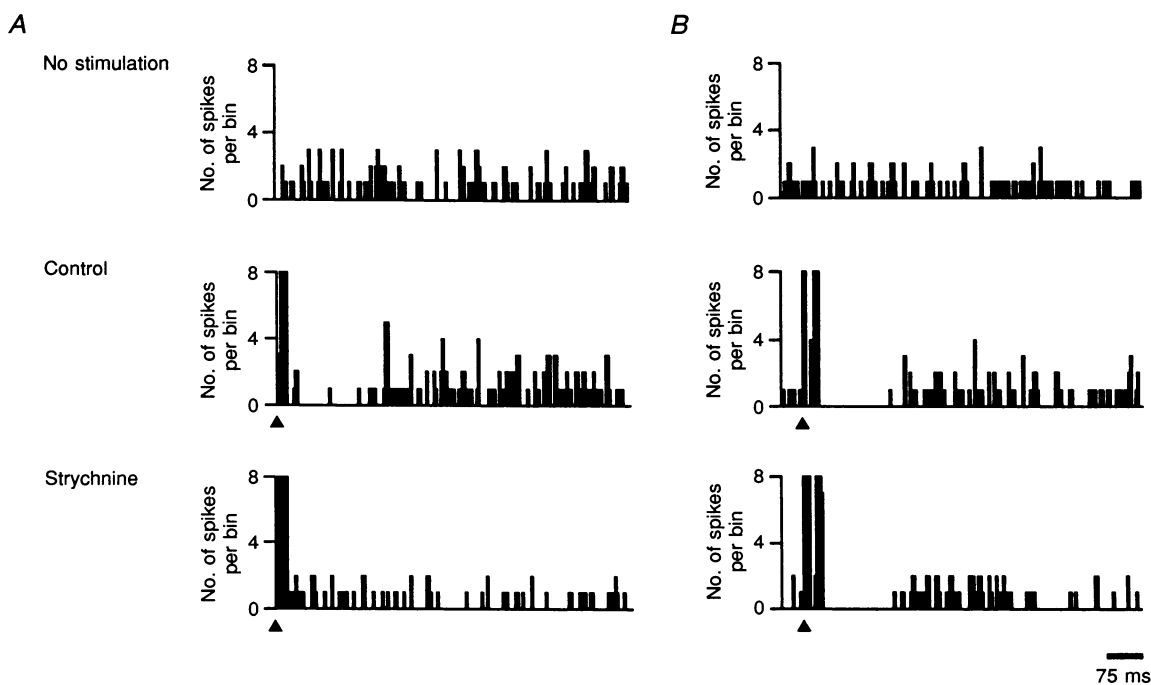 A
B
No stimulation
8
4
0
No. of spikes
per bin
8
4
0
No. of spikes
per bin
Control
8
4
0
No. of spikes
per bin
8
4
0
No. of spikes
per bin
Strychnine
8
4
0
No. of spikes
per bin
8
4
0
No. of spikes
per bin
75 ms